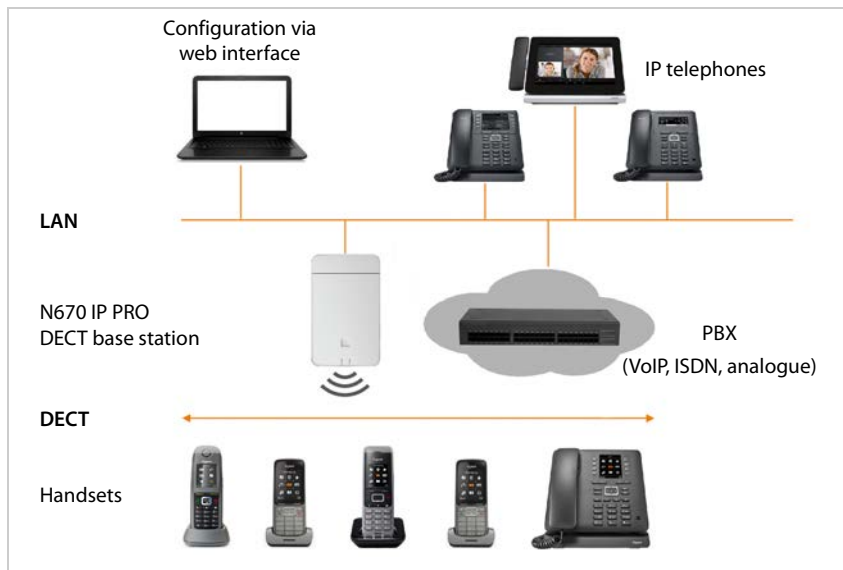 Configuration via
web interface
IP telephones
LAN
N670 IP PRO
DECT base station
PBX
(VoIP, ISDN, analogue)
DECT
Handsets